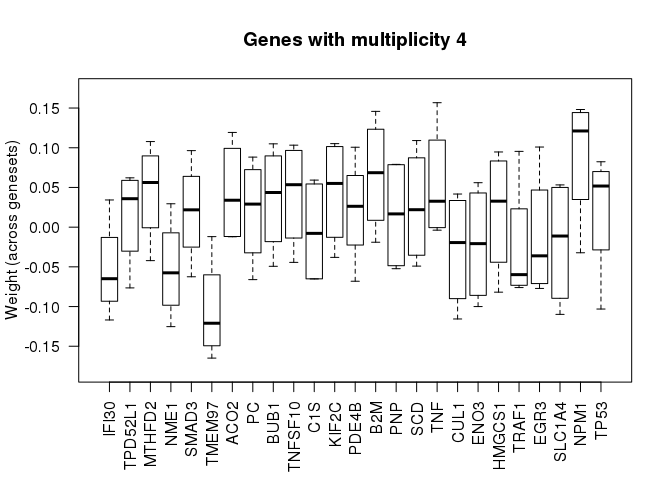 Genes with multiplicity 4
Weight (across genesets)
0.15
0.10
0.05
0.00
-0.05
-0.10
-0.15
IFI30
TPD52L1
MTHFD2
NME1
SMAD3
TMEM97
ACO2
PC
BUB1
TNFSF10
C1S
KIF2C
PDE4B
B2M
PNP
SCD
TNF
CUL1
ENO3
HMGCS1
TRAF1
EGR3
SLC1A4
NPM1
TP53